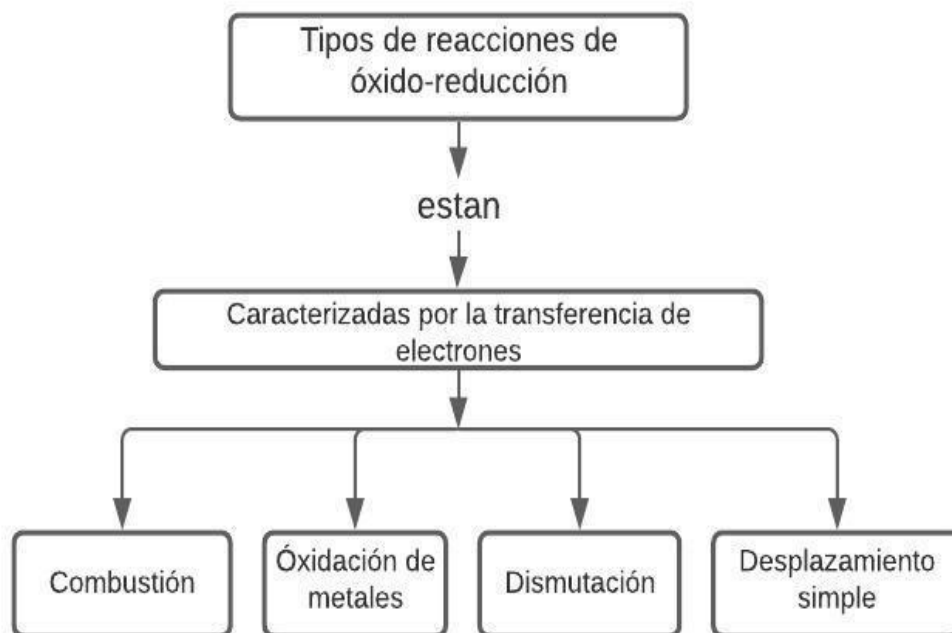 Tipos de reacciones de
óxido-reducción
estan
Caracterizadas por la transferencia de
electrones
Combustión
Óxidación de
metales
Dismutación
Desplazamiento
simple